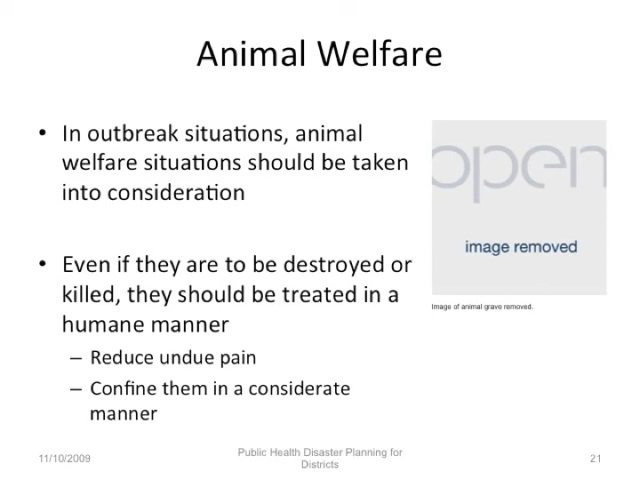 Animal Welfare
• In outbreak situations, animal
welfare situations should be taken
into consideration
• Even if they are to be destroyed or
killed, they should be treated in a
humane manner
– Reduce undue pain
– Confine them in a considerate
manner
open
image removed
Image of animal grave removed.
11/10/2009
Public Health Disaster Planning for
Districts
21